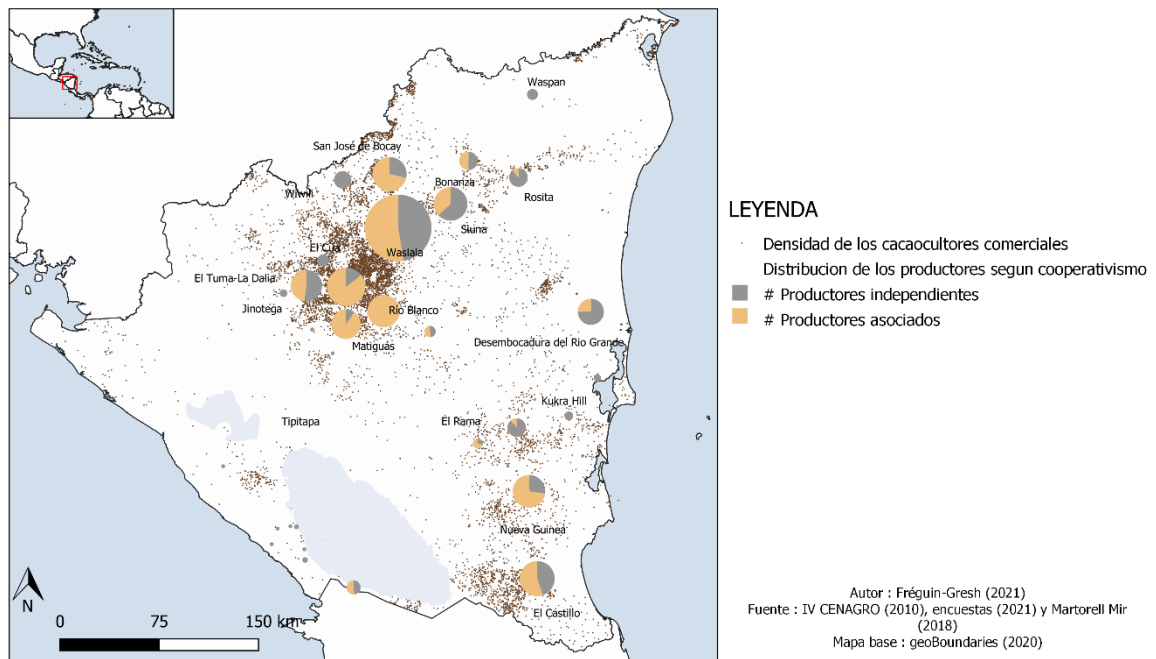 Waspan
San José de Bocay
Bonanza
Rosita
Wiwilí
Siuna
El Cuá
Waslala
El Tuma-La Dalia
Jinotega
Río Blanco
Matiguás
Desembocadura del Rio Grande
Kukra Hill
Tipitapa
El Rama
Nueva Guinea
El Castillo
N
0 75 150 km
LEYENDA
Densidad de los cacaocultores comerciales
Distribucion de los productores segun cooperativismo
# Productores independientes
# Productores asociados
Autor : Fréguin-Gresh (2021)
Fuente : IV CENAGRO (2010), encuestas (2021) y Martorell Mir
(2018)
Mapa base : geoBoundaries (2020)